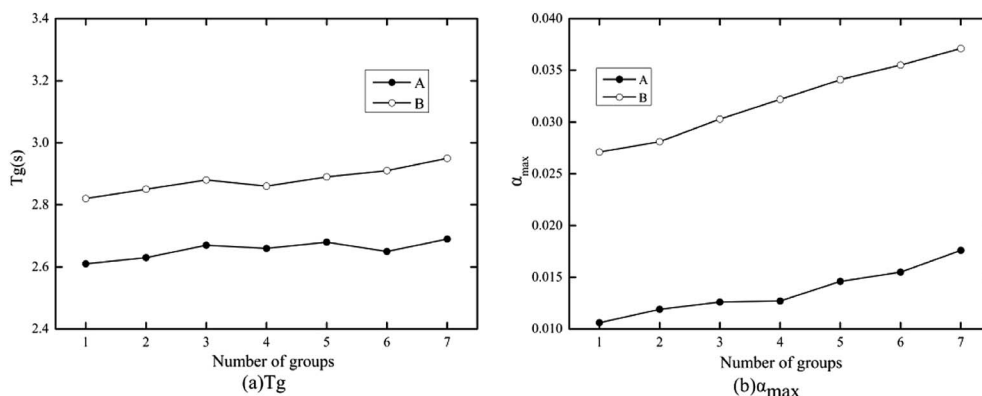 3.4
3.2
3.0
2.8
2.6
2.4
Tg(s)
A
B
1 2 3 4 5 6 7
Number of groups
(a)Tg
0.040
0.035
0.030
0.025
0.020
0.015
0.010
αmax
A
B
1 2 3 4 5 6 7
Number of groups
(b)αmax